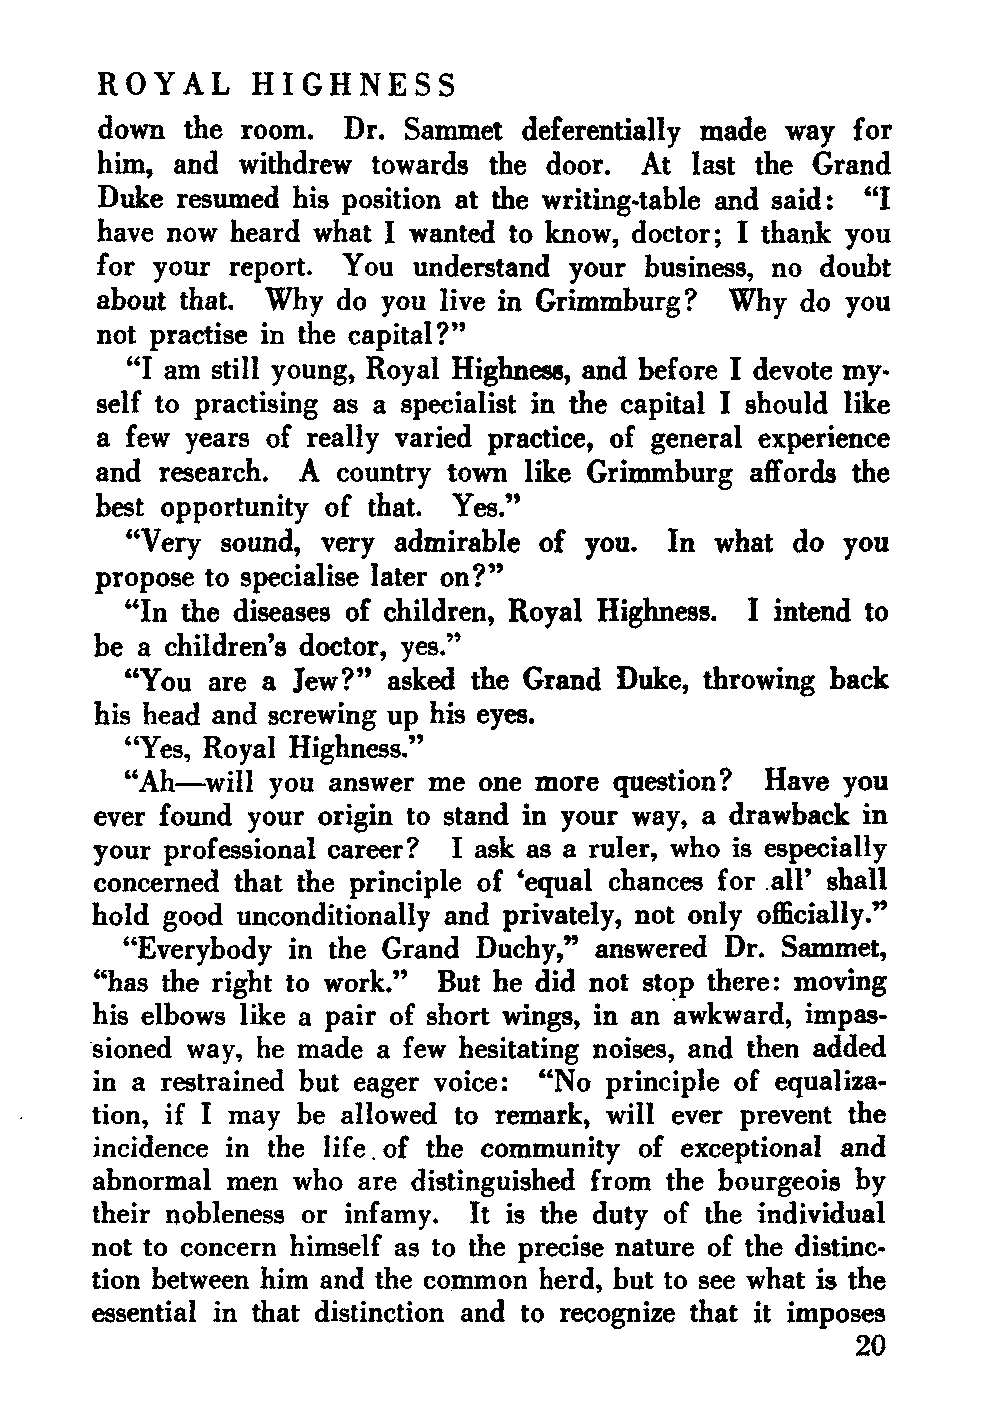 ROYAL HIGHNESS
down the room. Dr. Sammet deferentially made way for
him, and withdrew towards the door. At last the Grand
Duke resumed his position at the writing-table and said: “I
have now heard what I wanted to know, doctor; I thank you
for your report. You understand your business, no doubt
about that. Why do you live in Grimmburg? Why do you
not practise in the capital?”
“I am still young, Royal Highness, and before I devote my-
self to practising as a specialist in the capital I should like
a few years of really varied practice, of general experience
and research. A country town like Grimmburg affords the
best opportunity of that. Yes.”
“Very sound, very admirable of you. In what do you
propose to specialise later on?”
“In the diseases of children, Royal Highness. I intend to
be a children’s doctor, yes.”
“You are a Jew?” asked the Grand Duke, throwing back
his head and screwing up his eyes.
“Yes, Royal Highness.”
“Ah—will you answer me one more question? Have you
ever found your origin to stand in your way, a drawback in
your professional career? I ask as a ruler, who is especially
concerned that the principle of ‘equal chances for all’ shall
hold good unconditionally and privately, not only officially.”
“Everybody in the Grand Duchy,” answered Dr. Sammet,
“has the right to work.” But he did not stop there: moving
his elbows like a pair of short wings, in an awkward, impas-
sioned way, he made a few hesitating noises, and then added
in a restrained but eager voice: “No principle of equaliza-
tion, if I may be allowed to remark, will ever prevent the
incidence in the life of the community of exceptional and
abnormal men who are distinguished from the bourgeois by
their nobleness or infamy. It is the duty of the individual
not to concern himself as to the precise nature of the distinc-
tion between him and the common herd, but to see what is the
essential in that distinction and to recognize that it imposes
20